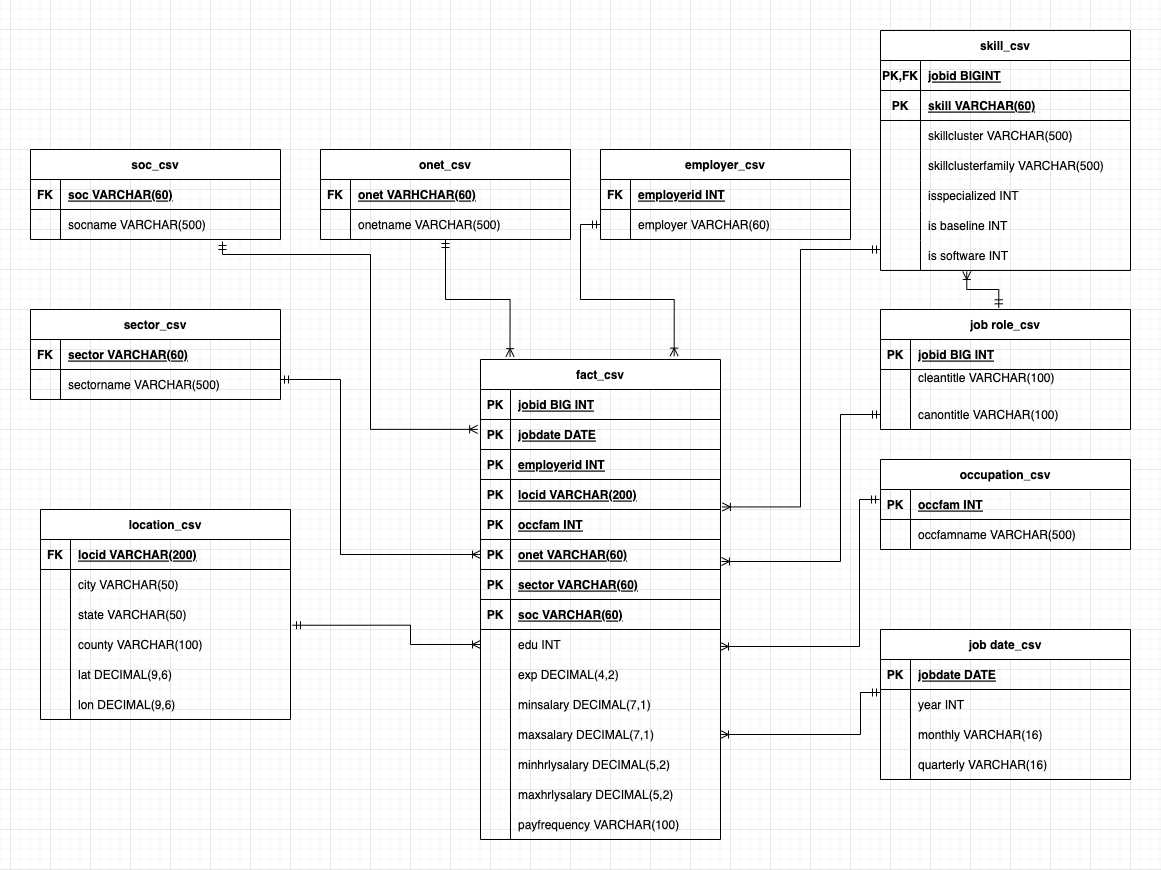 skill_csv
PK,FK jobid BIGINT
PK skill VARCHAR(60)
skillcluster VARCHAR(500)
skillclusterfamily VARCHAR(500)
isspecialized INT
is baseline INT
is software INT
soc_csv
FK soc VARCHAR(60)
socname VARCHAR(500)
onet_csv
FK onet VARHCHAR(60)
onetname VARCHAR(500)
employer_csv
FK employerid INT
employer VARCHAR(60)
sector_csv
FK sector VARCHAR(60)
sectorname VARCHAR(500)
job role_csv
PK jobid BIG INT
cleantitle VARCHAR(100)
canontitle VARCHAR(100)
fact_csv
PK jobid BIG INT
PK jobdate DATE
PK employerid INT
PK locid VARCHAR(200)
PK occfam INT
PK onet VARCHAR(60)
PK sector VARCHAR(60)
PK soc VARCHAR(60)
edu INT
exp DECIMAL(4,2)
minsalary DECIMAL(7,1)
maxsalary DECIMAL(7,1)
minhrlysalary DECIMAL(5,2)
maxhrlysalary DECIMAL(5,2)
payfrequency VARCHAR(100)
occupation_csv
PK occfam INT
occfamname VARCHAR(500)
location_csv
FK locid VARCHAR(200)
city VARCHAR(50)
state VARCHAR(50)
county VARCHAR(100)
lat DECIMAL(9,6)
lon DECIMAL(9,6)
job date_csv
PK jobdate DATE
year INT
monthly VARCHAR(16)
quarterly VARCHAR(16)